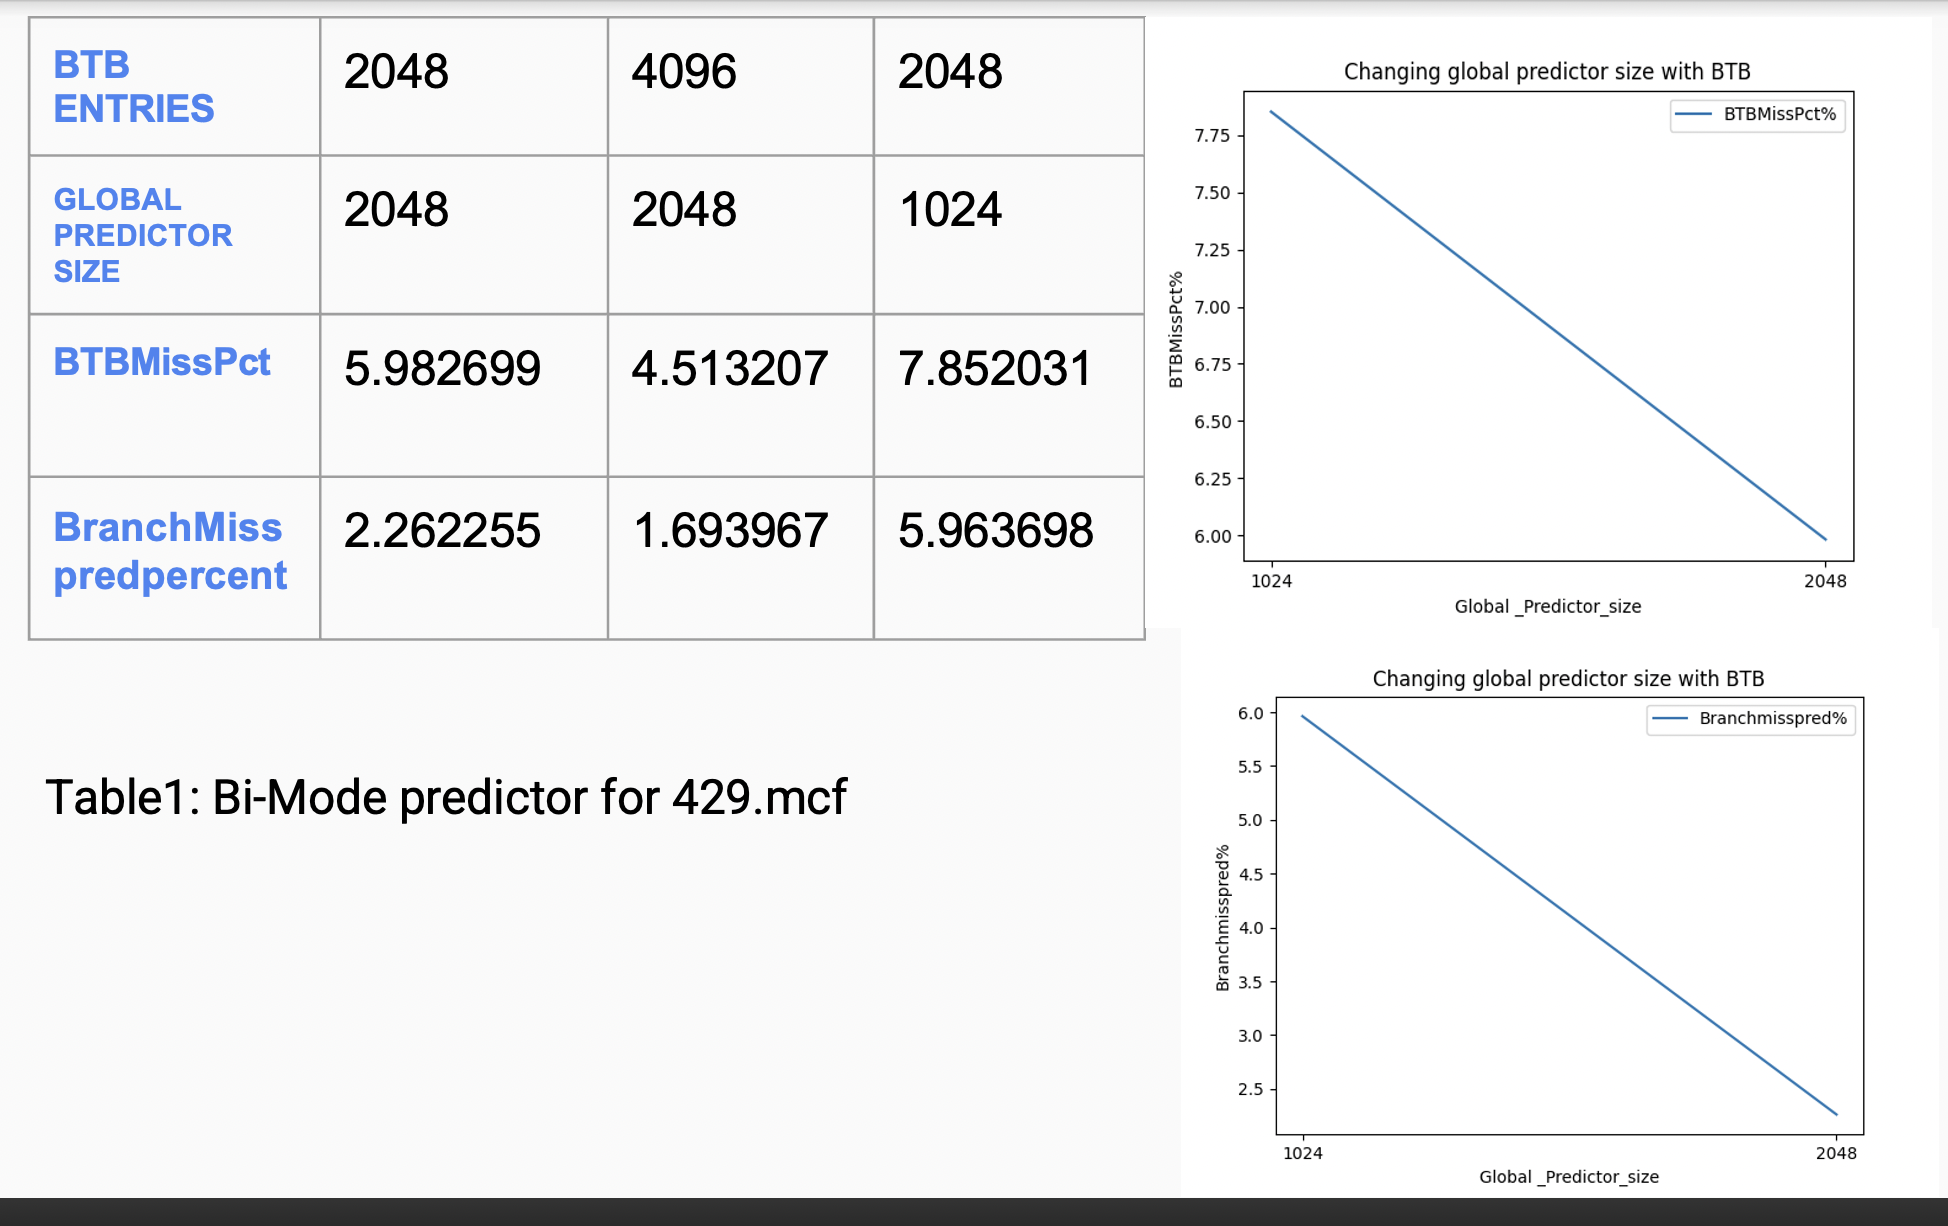 BTB
ENTRIES
2048
4096
2048
GLOBAL
PREDICTOR
SIZE
2048
2048
1024
BTBMissPct
5.982699
4.513207
7.852031
BranchMiss
predpercent
2.262255
1.693967
5.963698
Table1: Bi-Mode predictor for 429.mcf
Changing global predictor size with BTB
BTBMissPct%
7.75
7.50
7.25
7.00
6.75
6.50
6.25
6.00
BTBMissPct%
1024
2048
Global _Predictor_size
Changing global predictor size with BTB
Branchmisspred%
6.0
5.5
5.0
4.5
4.0
3.5
3.0
2.5
Branchmisspred%
1024
2048
Global _Predictor_size